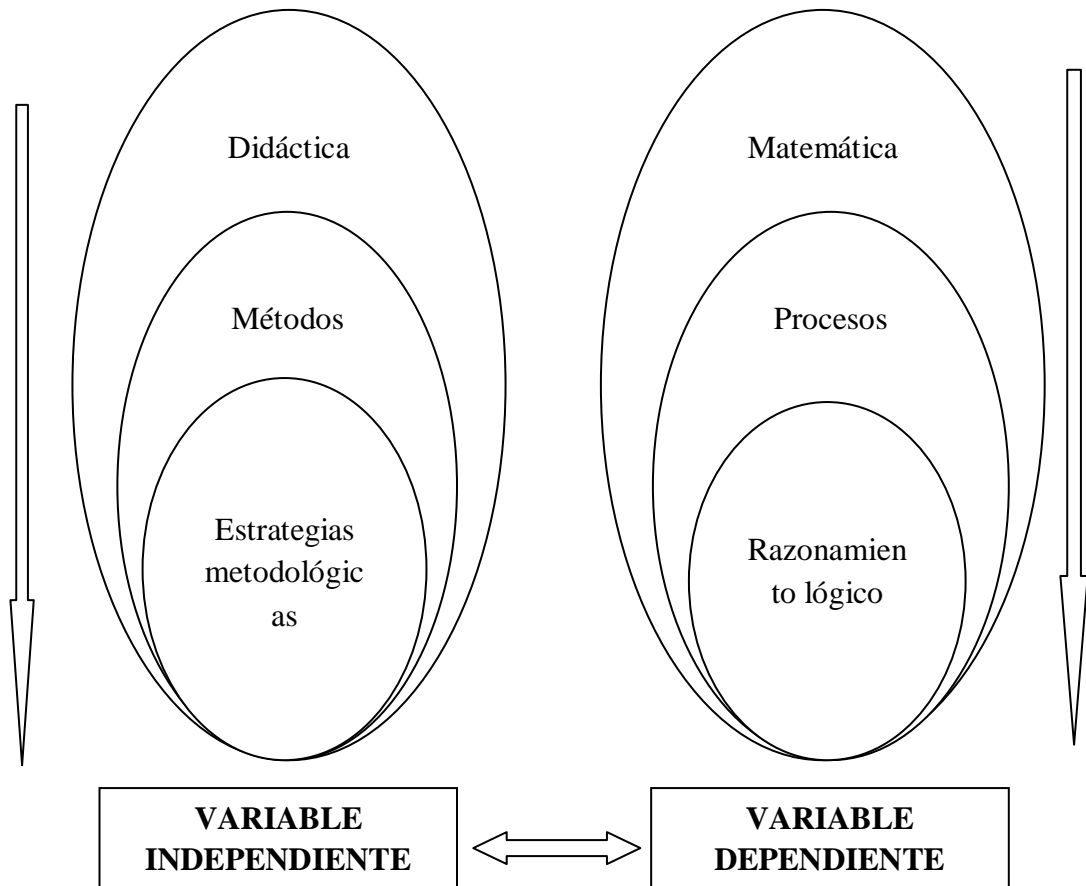 Didáctica
Métodos
Estrategias
metodológic
as
VARIABLE
INDEPENDIENTE
Matemática
Procesos
Razonamien
to lógico
VARIABLE
DEPENDIENTE